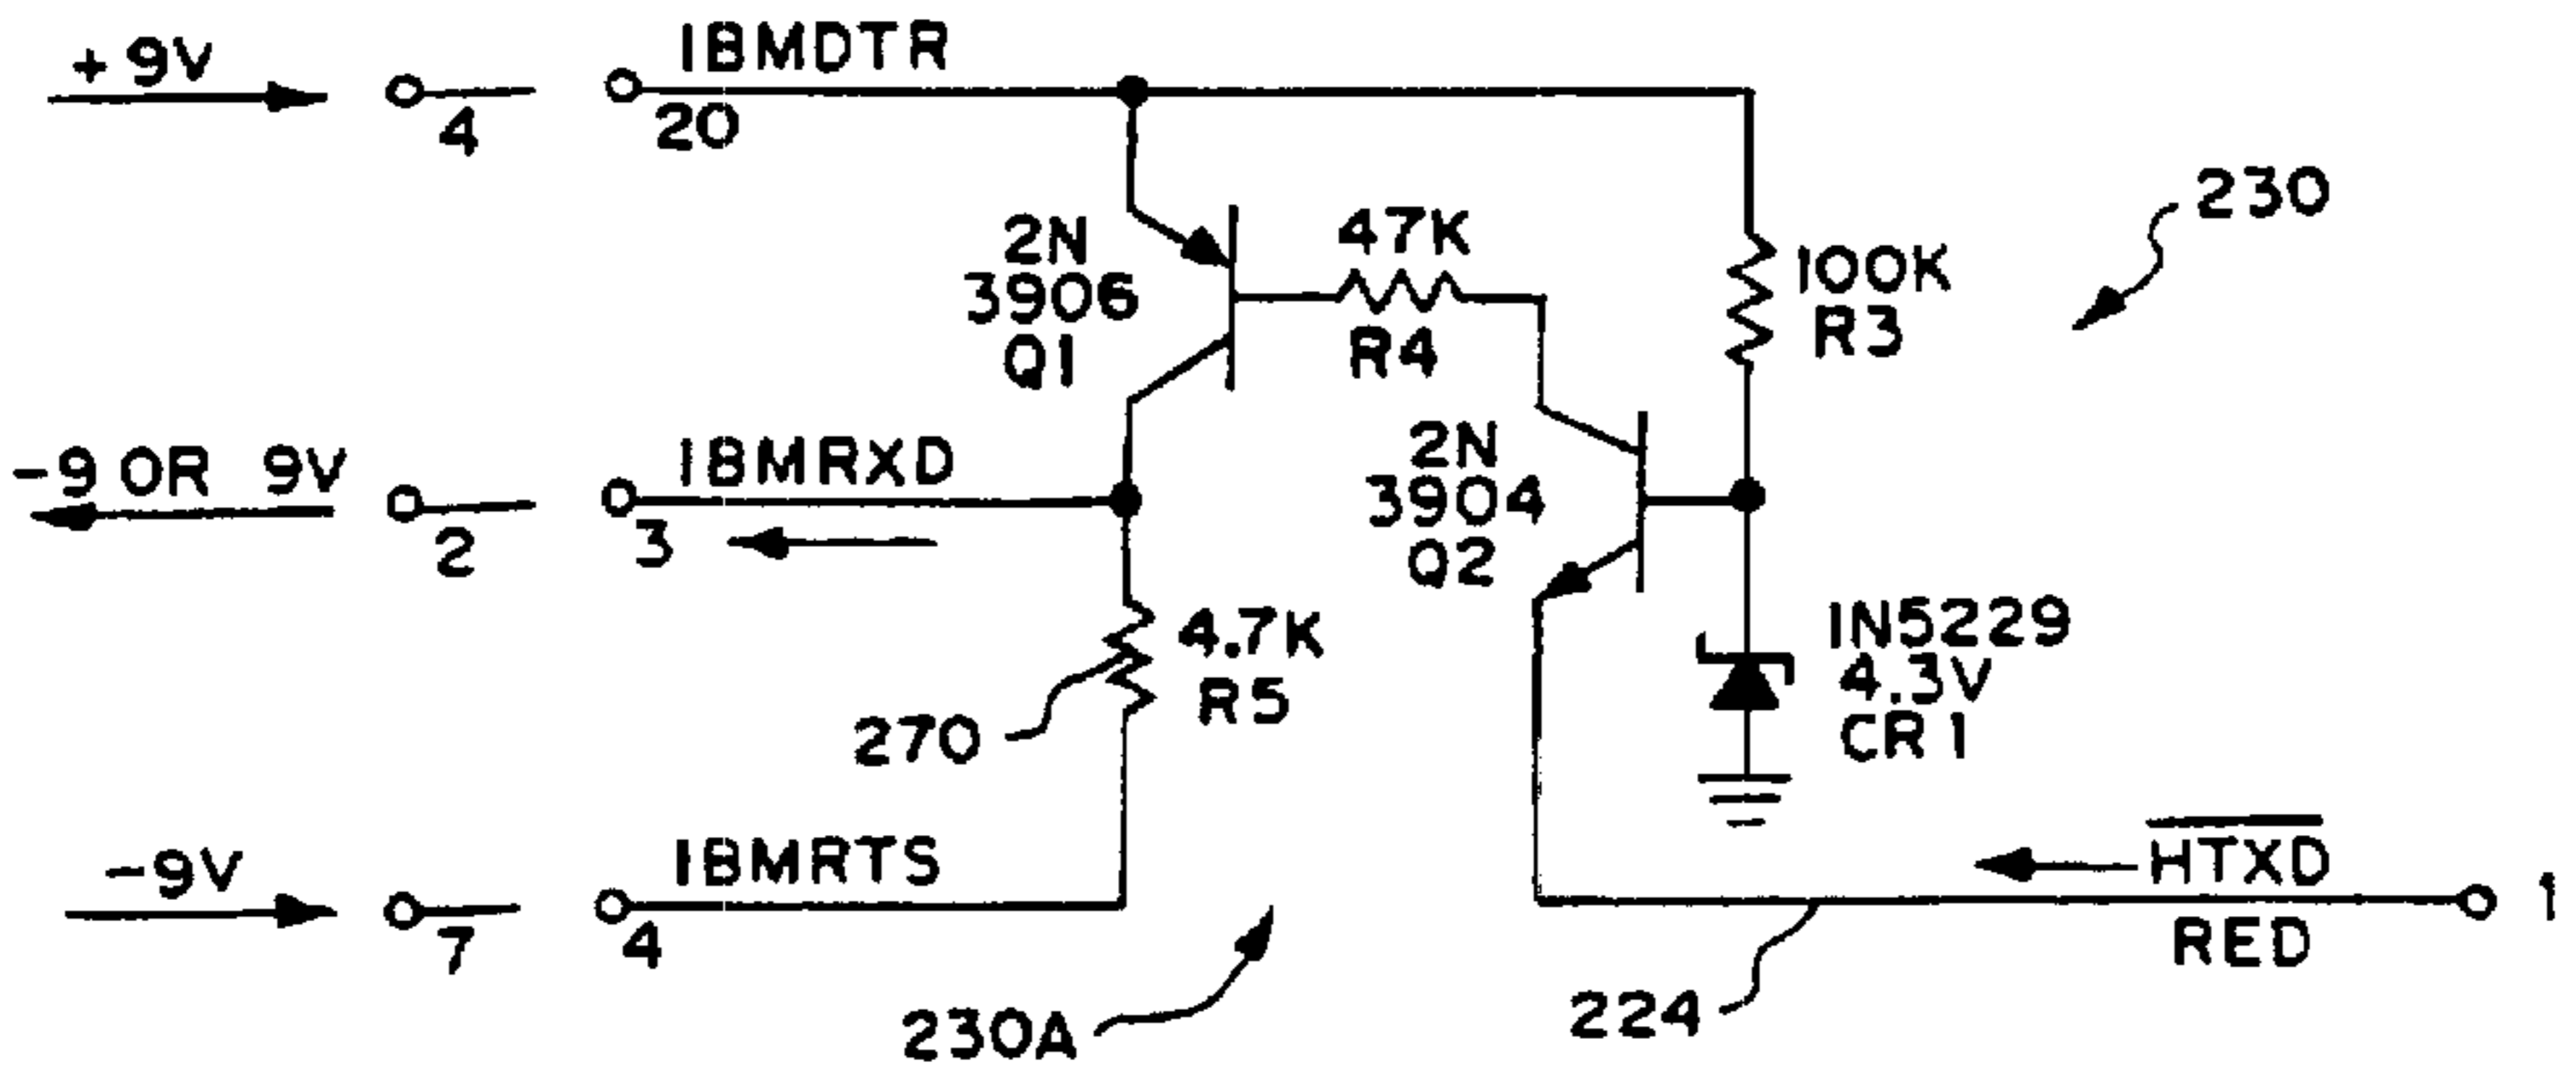 +9V
4
20
IBMDTR
2N
3906
Q1
47K
R4
100K
R3
230
-9 OR 9V
2
3
IBMRXD
2N
3904
Q2
4.7K
R5
270
IN5229
4.3V
CR1
-9V
7
4
IBMRTS
HTXD
RED
1
230A
224